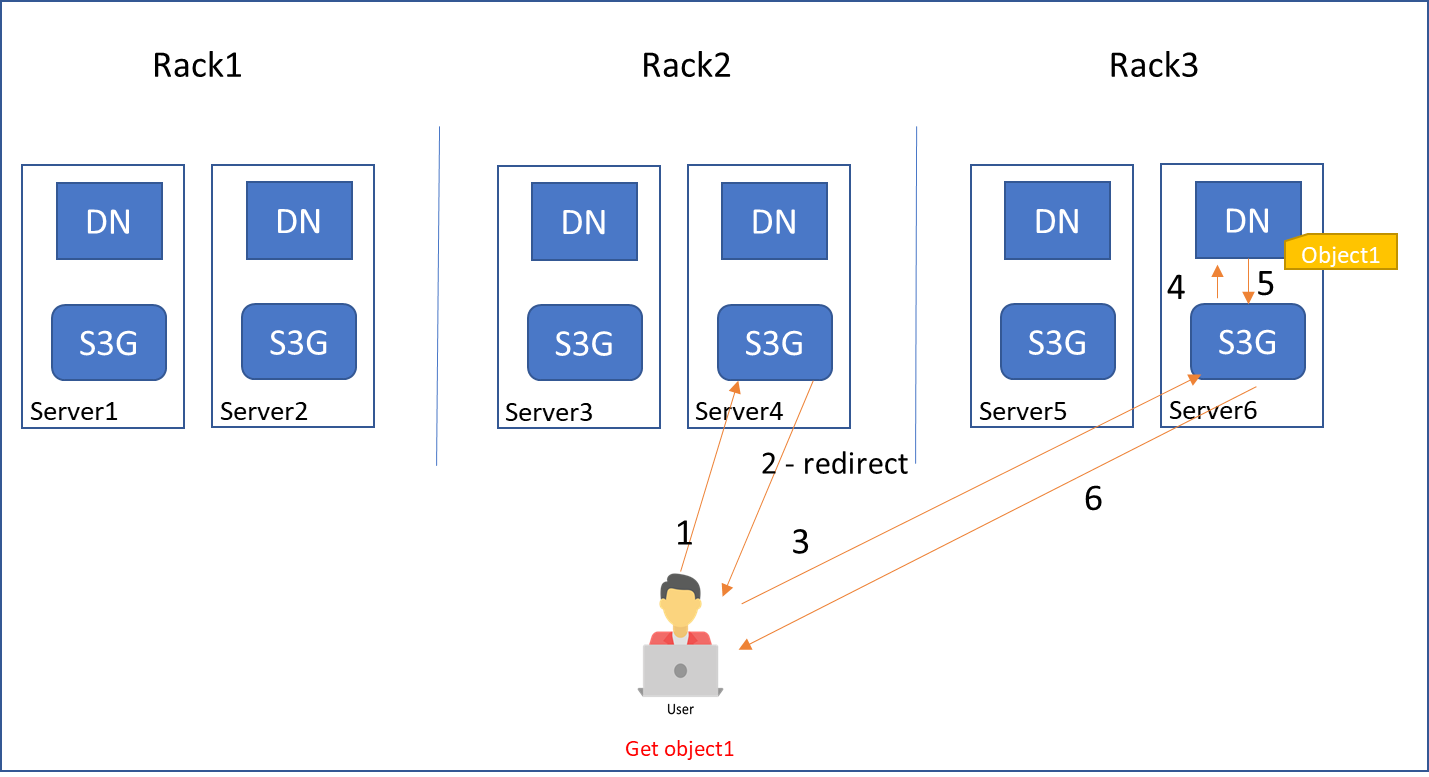 Rack1
Rack2
Rack3
DN
DN
DN
DN
DN
DN
Object1
4
5
S3G
S3G
S3G
S3G
S3G
S3G
Server1
Server2
Server3
Server4
Server5
Server6
2 - redirect
6
1
3
User
Get object1